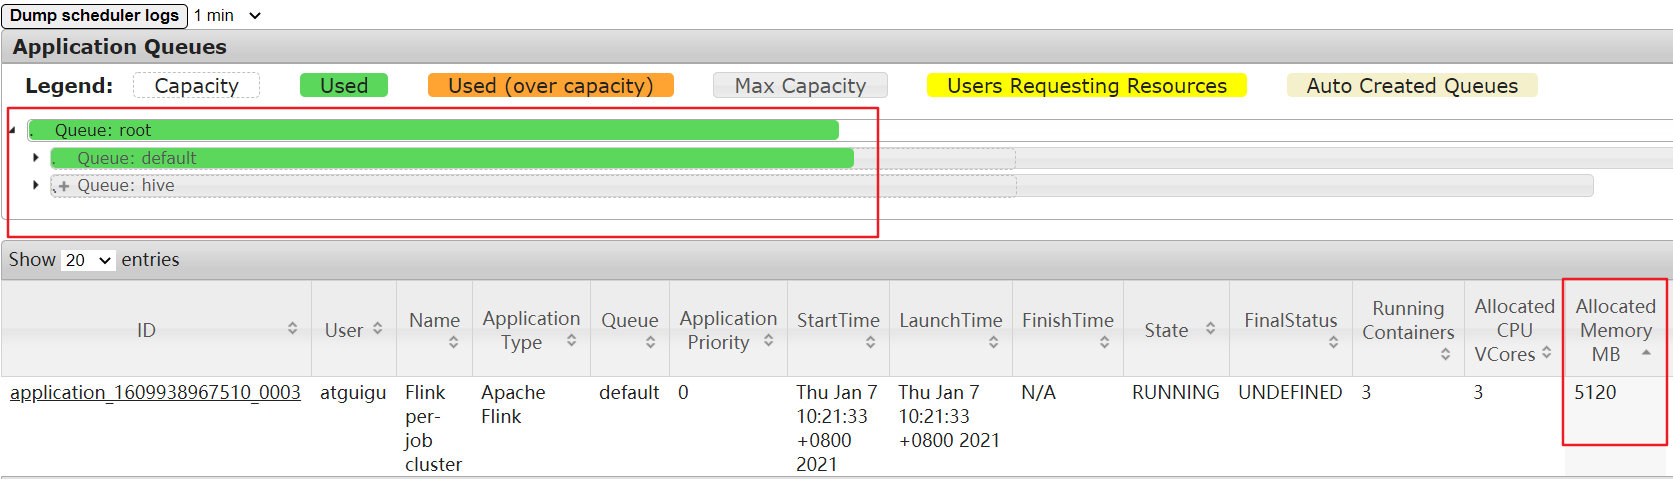 Dump scheduler logs 1 min
Application Queues
Legend: Capacity Used Used (over capacity) Max Capacity Users Requesting Resources Auto Created Queues
. Queue: root
. Queue: default
+ Queue: hive
Show 20 entries
ID User Name Application Type Queue Application Priority StartTime LaunchTime FinishTime State FinalStatus Running Containers Allocated CPU VCores Allocated Memory MB
application_1609938967510_0003 atguigu Flink per-job cluster Apache Flink default 0 Thu Jan 7 10:21:33 +0800 2021 Thu Jan 7 10:21:33 +0800 2021 N/A RUNNING UNDEFINED 3 3 5120